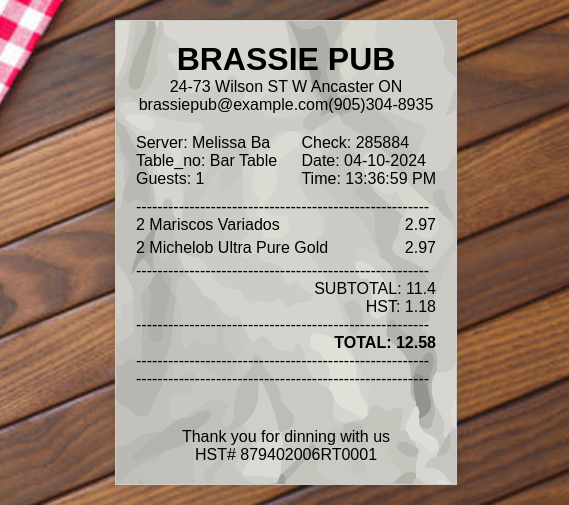 BRASSIE PUB
24-73 Wilson ST W Ancaster ON
brassiepub@example.com(905)304-8935
Server: Melissa Ba Check: 285884
Table_no: Bar Table Date: 04-10-2024
Guests: 1 Time: 13:36:59 PM
2 Mariscos Variados 2.97
2 Michelob Ultra Pure Gold 2.97
SUBTOTAL: 11.4
HST: 1.18
TOTAL: 12.58
Thank you for dinning with us
HST# 879402006RT0001